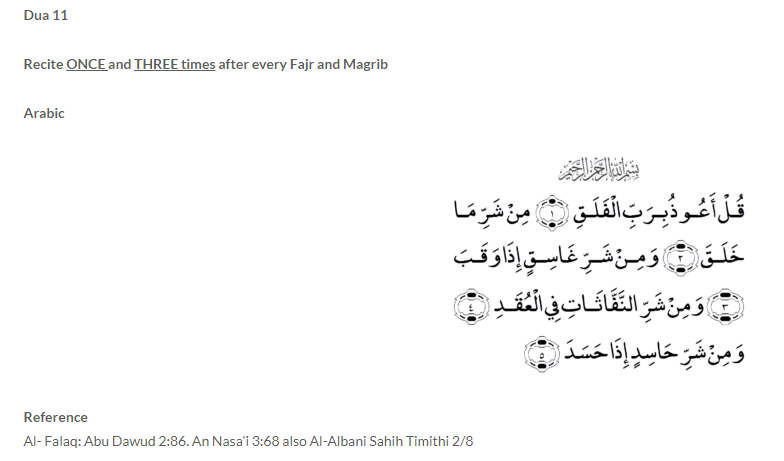 Dua 11
Recite ONCE and THREE times after every Fajr and Magrib
Arabic
بِسْمِ اللَّهِ الرَّحْمَٰنِ الرَّحِيمِ
قُلْ أَعُوذُ بِرَبِّ الْفَلَقِ ١ مِنْ شَرِّ مَا
خَلَقَ ٢ وَمِنْ شَرِّ غَاسِقٍ إِذَا وَقَبَ
٣ وَمِنْ شَرِّ النَّفَّاثَاتِ فِي الْعُقَدِ ٤
وَمِنْ شَرِّ حَاسِدٍ إِذَا حَسَدَ ٥
Reference
Al- Falaq: Abu Dawud 2:86. An Nasa'i 3:68 also Al-Albani Sahih Timithi 2/8